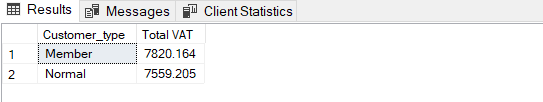 Results Messages Client Statistics
Customer_type Total VAT
1 Member 7820.164
2 Normal 7559.205